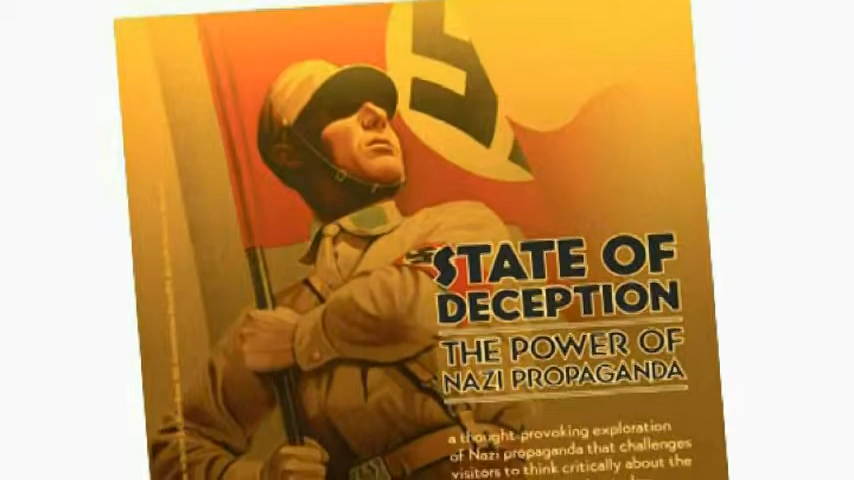 STATE OF
DECEPTION
THE POWER OF
NAZI PROPAGANDA
a thought-provoking exploration
of Nazi propaganda that challenges
visitors to think critically about the